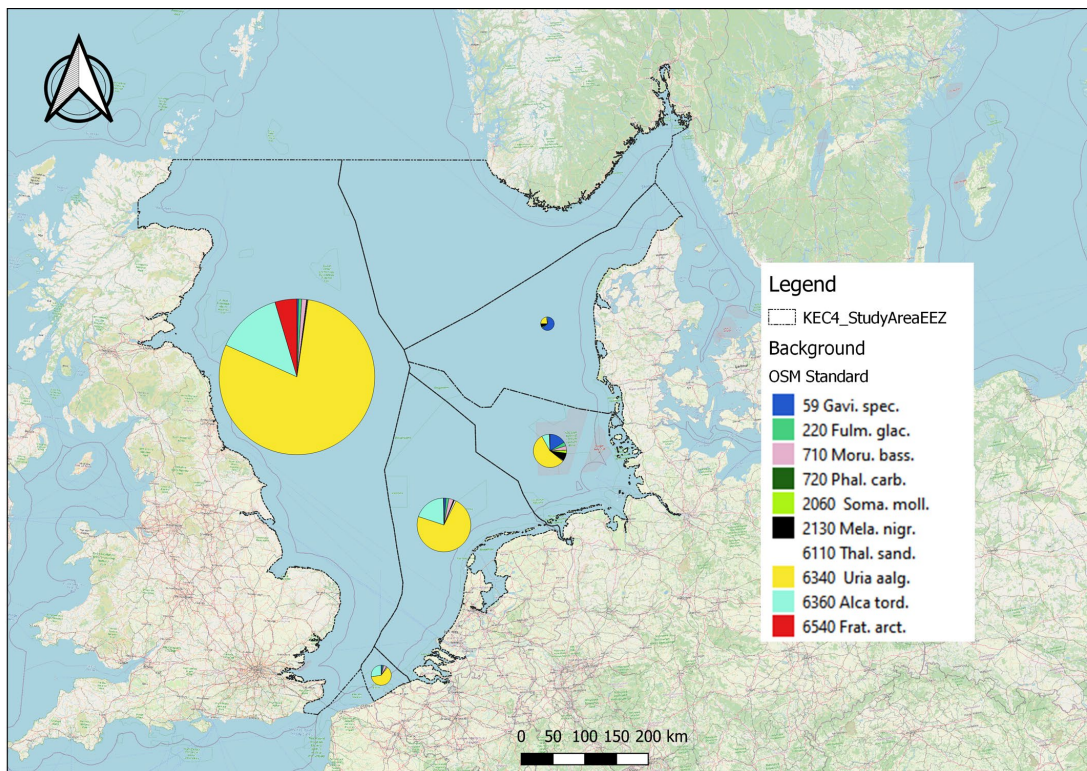 Legend
KEC4_StudyAreaEEZ
Background
OSM Standard
59 Gavi. spec.
220 Fulm. glac.
710 Moru. bass.
720 Phal. carb.
2060 Soma. moll.
2130 Mela. nigr.
6110 Thal. sand.
6340 Uria aalg.
6360 Alca tord.
6540 Frat. arct.
0 50 100 150 200 km